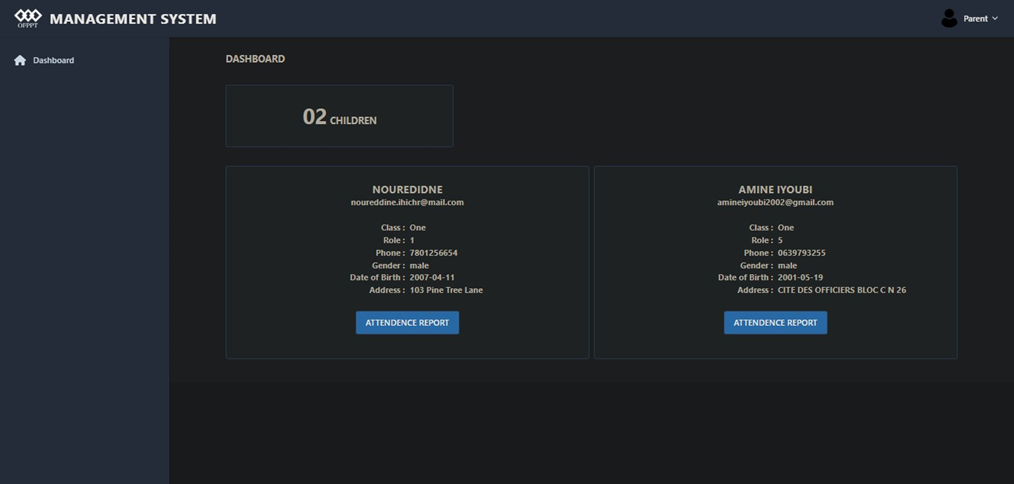 OFPPT
MANAGEMENT SYSTEM
Parent
Dashboard
DASHBOARD
02 CHILDREN
NOUREDIDNE
noureddine.ihichr@mail.com
Class : One
Role : 1
Phone : 7801256654
Gender : male
Date of Birth : 2007-04-11
Address : 103 Pine Tree Lane
ATTENDENCE REPORT
AMINE IYOUBI
amineiyoubi2002@gmail.com
Class : One
Role : 5
Phone : 0639793255
Gender : male
Date of Birth : 2001-05-19
Address : CITE DES OFFICIERS BLOC C N 26
ATTENDENCE REPORT